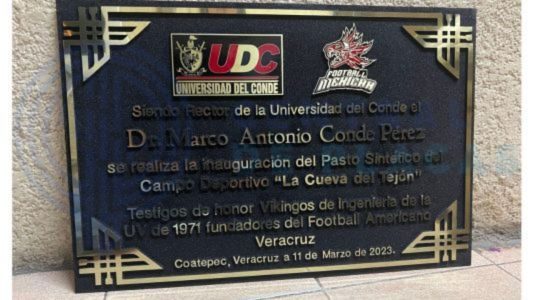 UDC
UNIVERSIDAD DEL CONDE
FOOTBALL
MEXICAN
Siendo Rector de la Universidad del Conde el
Dr. Marco Antonio Conde Pérez
se realiza la inauguración del Pasto Sintético del
Campo Deportivo “La Cueva del Tejón”
Testigos de honor Vikingos de Ingeniería de la
UV de 1971 fundadores del Football Americano
Veracruz
Coatepec, Veracruz a 11 de Marzo de 2023.